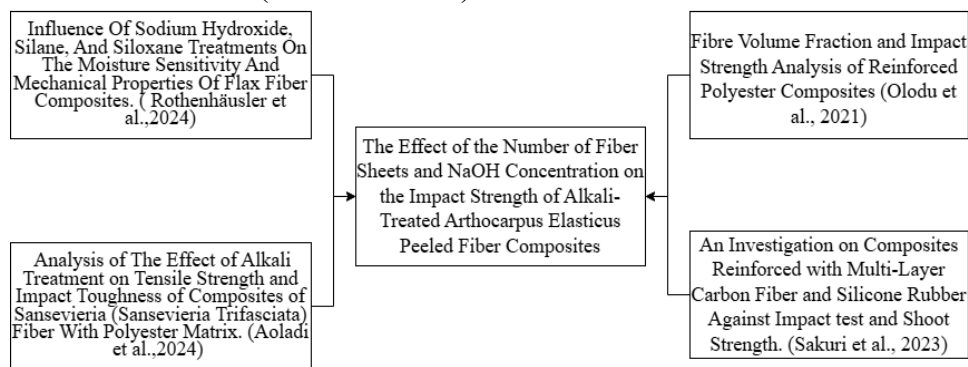 Influence Of Sodium Hydroxide,
Silane, And Siloxane Treatments On
The Moisture Sensitivity And
Mechanical Properties Of Flax Fiber
Composites. ( Rothenhäusler et
al.,2024)
Analysis of The Effect of Alkali
Treatment on Tensile Strength and
Impact Toughness of Composites of
Sansevieria (Sansevieria Trifasciata)
Fiber With Polyester Matrix. (Aoladi
et al.,2024)
The Effect of the Number of Fiber
Sheets and NaOH Concentration on
the Impact Strength of Alkali-
Treated Arthocarpus Elasticus
Peeled Fiber Composites
Fibre Volume Fraction and Impact
Strength Analysis of Reinforced
Polyester Composites (Olodu et
al., 2021)
An Investigation on Composites
Reinforced with Multi-Layer
Carbon Fiber and Silicone Rubber
Against Impact test and Shoot
Strength. (Sakuri et al., 2023)